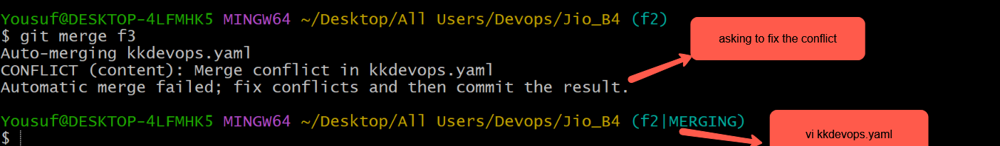 Yousuf@DESKTOP-4LFMHK5 MINGW64 ~/Desktop/All Users/Devops/Jio_B4 (f2)
$ git merge f3
asking to fix the conflict
Auto-merging kkdevops.yaml
CONFLICT (content): Merge conflict in kkdevops.yaml
Automatic merge failed; fix conflicts and then commit the result.
Yousuf@DESKTOP-4LFMHK5 MINGW64 ~/Desktop/All Users/Devops/Jio_B4 (f2|MERGING)
$
vi kkdevops.yaml